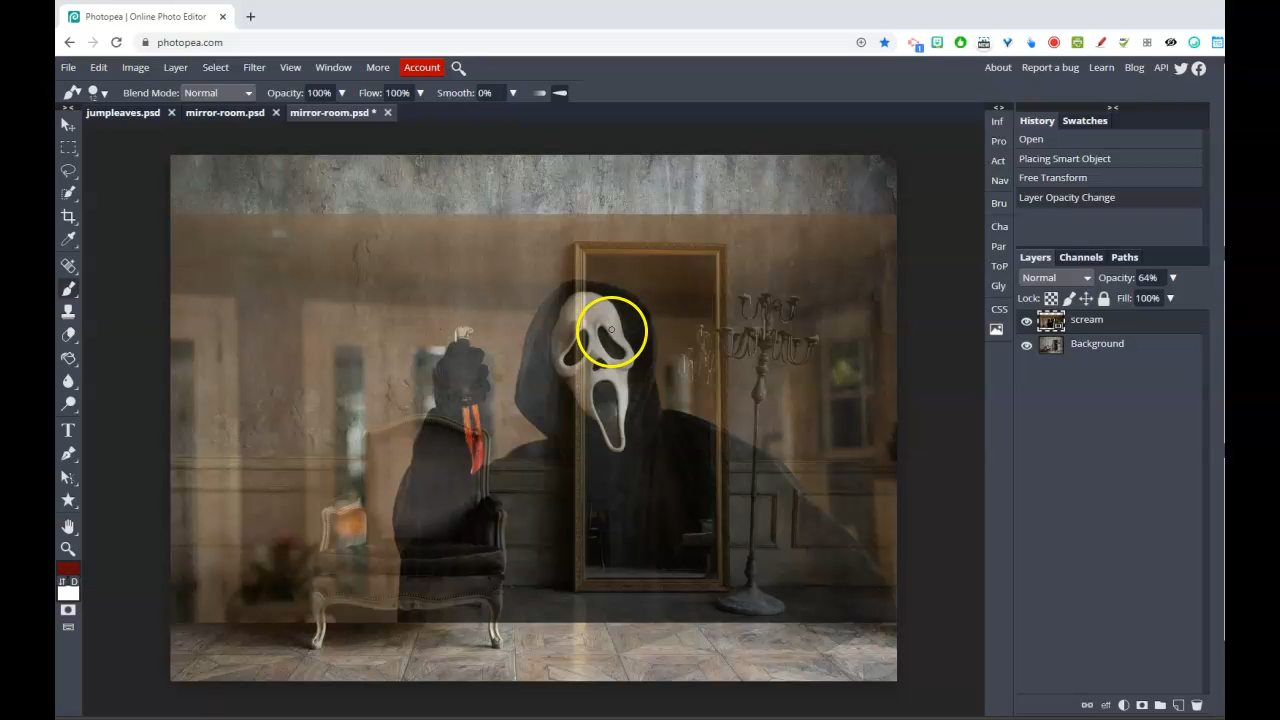 Photopea | Online Photo Editor
photopea.com
File Edit Image Layer Select Filter View Window More Account
About Report a bug Learn Blog API
12 Blend Mode: Normal Opacity: 100% Flow: 100% Smooth: 0%
jumpleaves.psd mirror-room.psd mirror-room.psd *
> <
< >
> <
Inf
Pro
Act
Nav
Bru
Cha
Par
ToP
Gly
CSS
History Swatches
Open
Placing Smart Object
Free Transform
Layer Opacity Change
Layers Channels Paths
Normal Opacity: 64%
Lock: Fill: 100%
scream
Background
T
D
eff